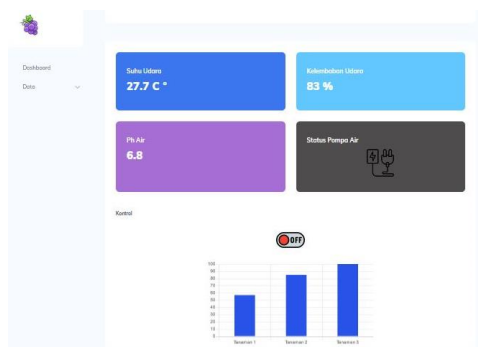 Dashboard
Data
Suhu Udara
27.7 C °
Kelembaban Udara
83 %
Ph Air
6.8
Status Pompa Air
Kontrol
OFF
100
90
80
70
60
50
40
30
20
10
0
Tanaman 1 Tanaman 2 Tanaman 3